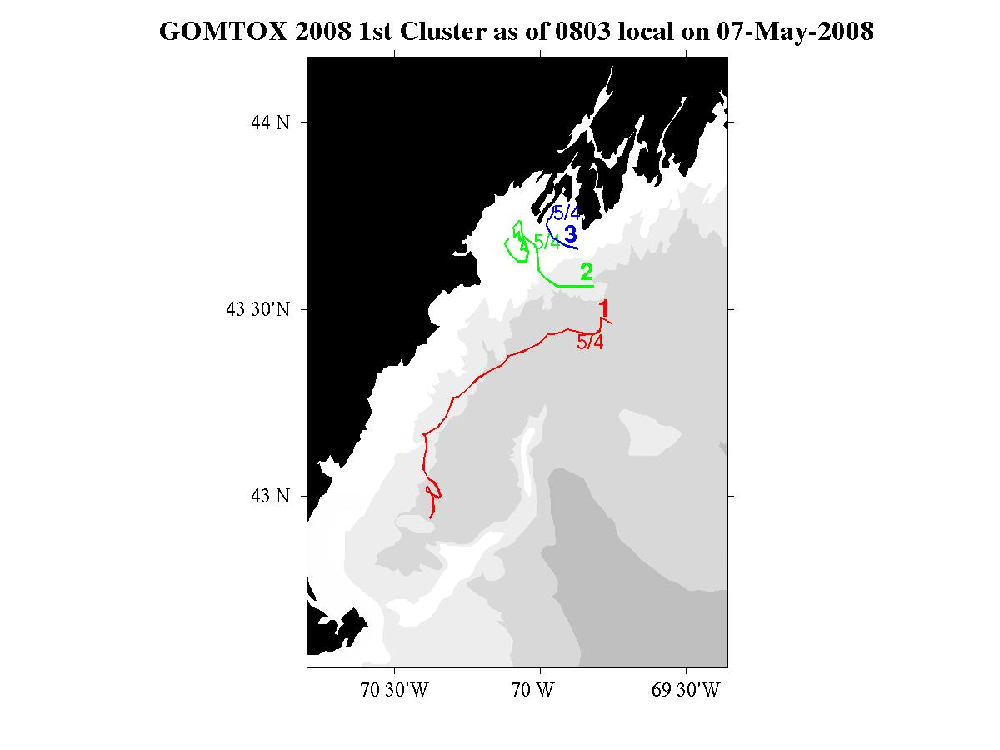 GOMTOX 2008 1st Cluster as of 0803 local on 07-May-2008
44 N
5/4
3
5/4
2
43 30'N
1
5/4
43 N
70 30'W
70 W
69 30'W